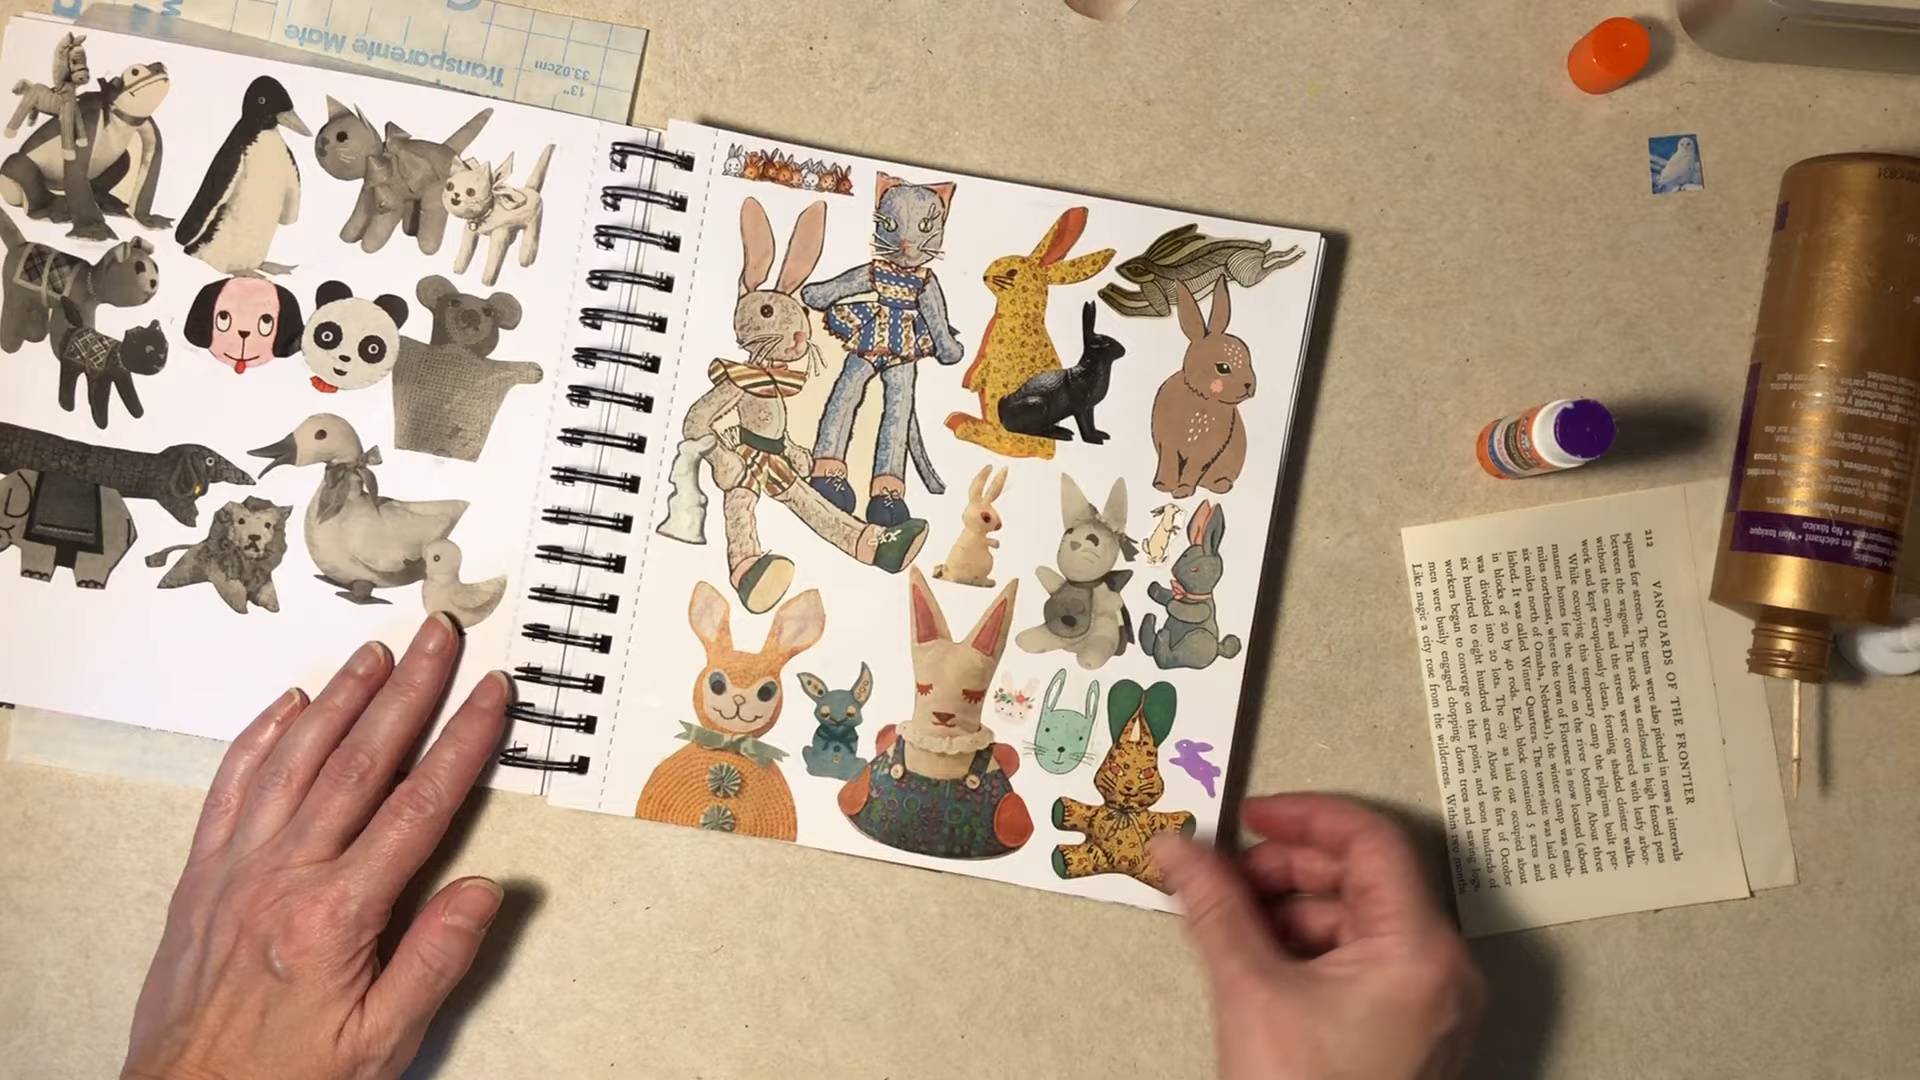 Transparente Mate
33.02cm
13"
212
VANGUARDS OF THE FRONTIER
squares for streets. The tents were also pitched in rows at intervals
between the wagons. The stock was enclosed in high fenced pens
without the camp, and the streets were covered with leafy arbor-
work and kept scrupulously clean, forming shaded cloister walks.
While occupying this temporary camp the pilgrims built per-
manent homes for the winter on the river bottom. About three
miles northeast, where the town of Florence is now located (about
six miles north of Omaha, Nebraska), the winter camp was estab-
lished. It was called Winter Quarters. The town-site was laid out
in blocks of 20 by 40 rods. Each block contained 5 acres and
was divided into 20 lots. The city as laid out occupied about
six hundred to eight hundred acres. About the first of October
workers began to converge on that point, and soon hundreds of
men were busily engaged chopping down trees and sawing logs.
Like magic a city rose from the wilderness. Within two months